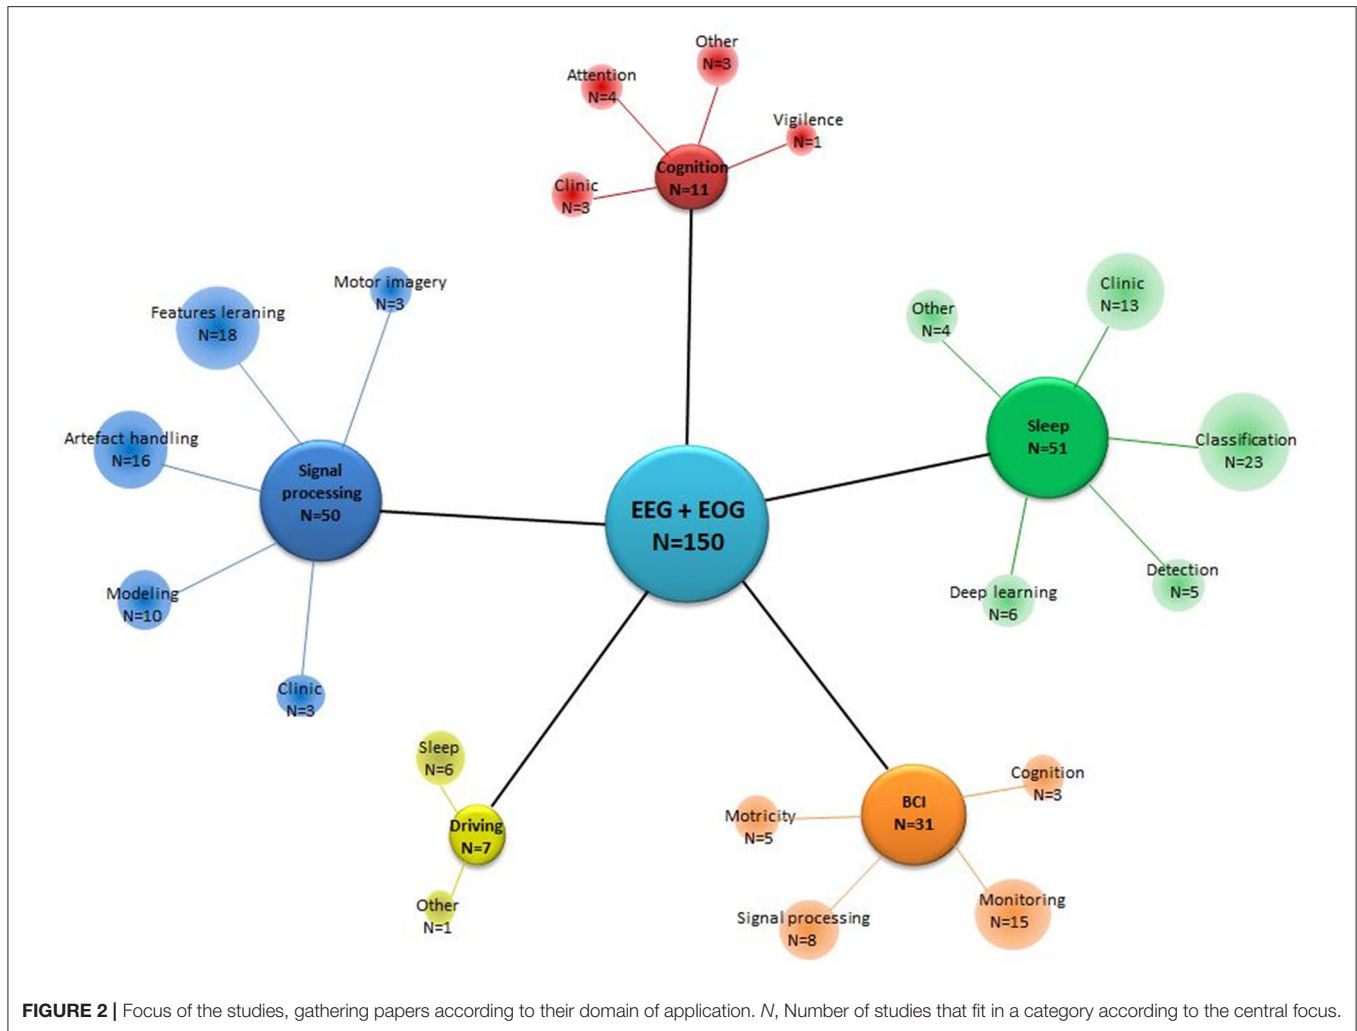 Other
N=3
Attention
N=4
Vigilence
N=1
Cognition
N=11
Clinic
N=3
Motor imagery
N=3
Features leraning
N=18
Artefact handling
N=16
Signal
processing
N=50
Modeling
N=10
Clinic
N=3
EEG + EOG
N=150
Clinic
N=13
Other
N=4
Sleep
N=51
Classification
N=23
Detection
N=5
Deep learning
N=6
Sleep
N=6
Driving
N=7
Other
N=1
Cognition
N=3
BCI
N=31
Motricity
N=5
Signal processing
N=8
Monitoring
N=15
FIGURE 2 | Focus of the studies, gathering papers according to their domain of application. N, Number of studies that fit in a category according to the central focus.